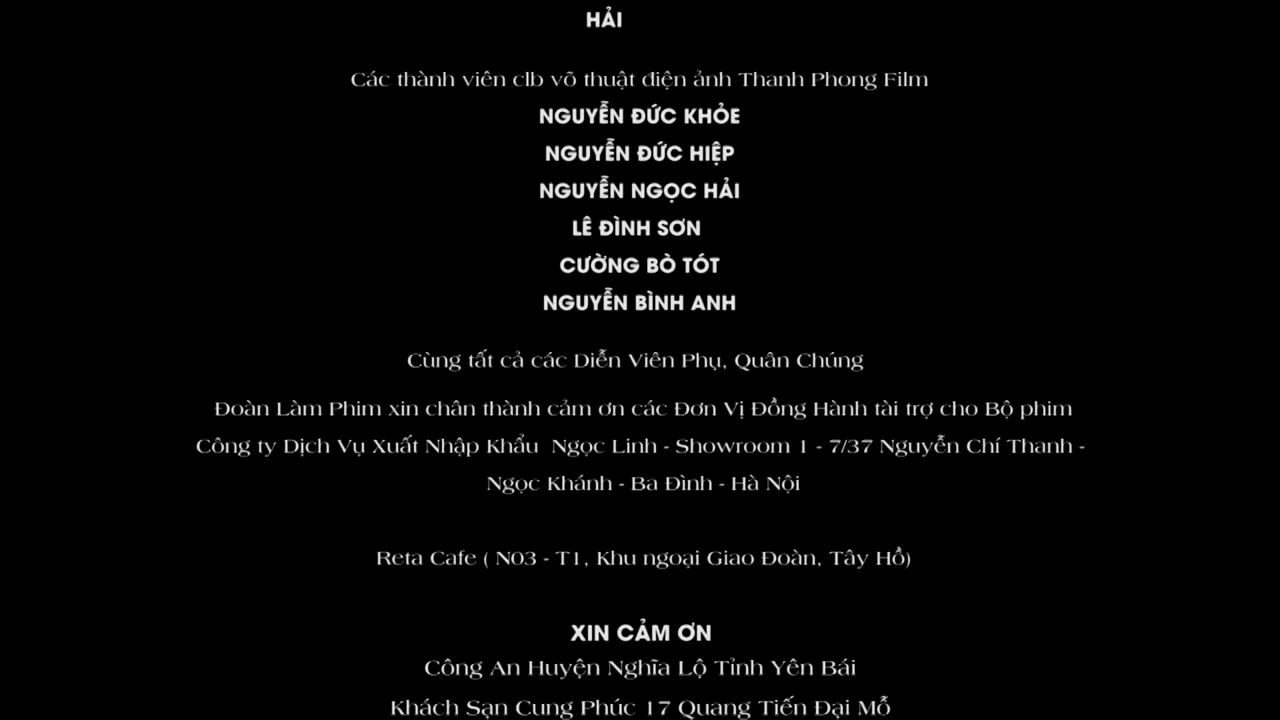 HẢI
Các thành viên clb võ thuật điện ảnh Thanh Phong Film
NGUYỄN ĐỨC KHỎE
NGUYỄN ĐỨC HIỆP
NGUYỄN NGỌC HẢI
LÊ ĐÌNH SƠN
CƯỜNG BÒ TÓT
NGUYỄN BÌNH ANH
Cùng tất cả các Diễn Viên Phụ, Quân Chúng
Đoàn Làm Phim xin chân thành cảm ơn các Đơn Vị Đồng Hành tài trợ cho Bộ phim
Công ty Dịch Vụ Xuất Nhập Khẩu Ngọc Linh - Showroom 1 - 7/37 Nguyễn Chí Thanh -
Ngọc Khánh - Ba Đình - Hà Nội
Reta Cafe ( N03 - T1, Khu ngoại Giao Đoàn, Tây Hồ)
XIN CẢM ƠN
Công An Huyện Nghĩa Lộ Tỉnh Yên Bái
Khách Sạn Cung Phúc 17 Quang Tiến Đại Mỗ